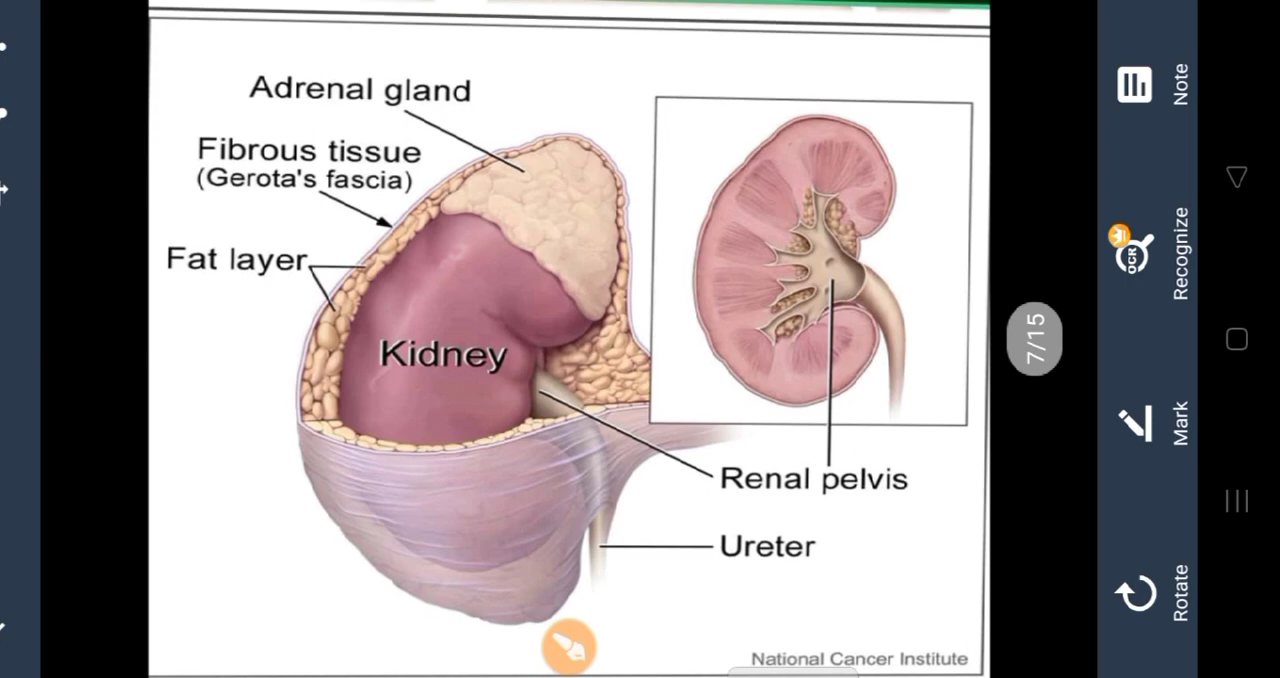 Adrenal gland
Fibrous tissue
(Gerota's fascia)
Fat layer
Kidney
Renal pelvis
Ureter
National Cancer Institute
7/15
Note
OCR
Recognize
Mark
Rotate